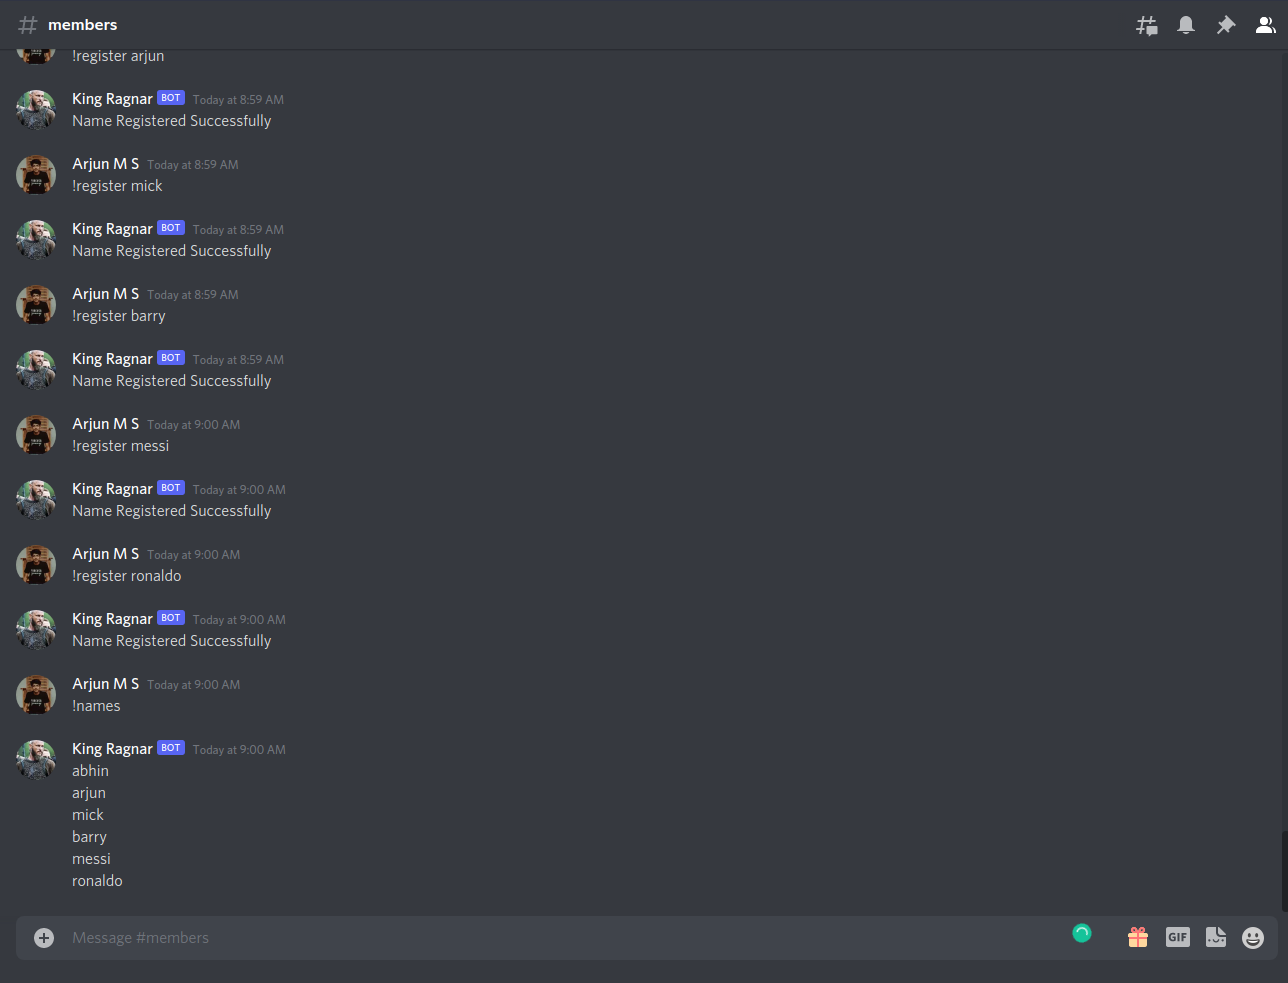 members
!register arjun
King Ragnar BOT Today at 8:59 AM
Name Registered Successfully
Arjun M S Today at 8:59 AM
!register mick
King Ragnar BOT Today at 8:59 AM
Name Registered Successfully
Arjun M S Today at 8:59 AM
!register barry
King Ragnar BOT Today at 8:59 AM
Name Registered Successfully
Arjun M S Today at 9:00 AM
!register messi
King Ragnar BOT Today at 9:00 AM
Name Registered Successfully
Arjun M S Today at 9:00 AM
!register ronaldo
King Ragnar BOT Today at 9:00 AM
Name Registered Successfully
Arjun M S Today at 9:00 AM
!names
King Ragnar BOT Today at 9:00 AM
abhin
arjun
mick
barry
messi
ronaldo
Message #members GIF